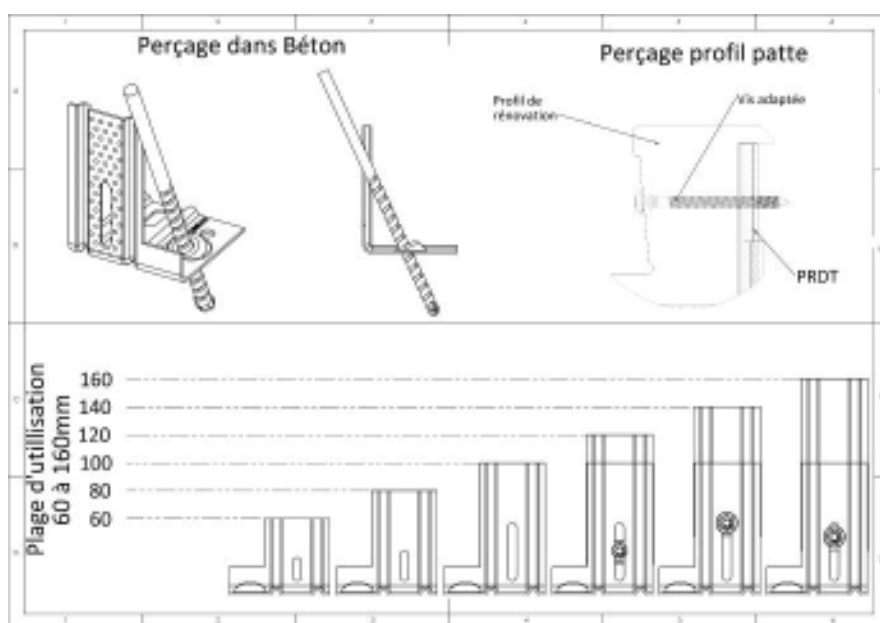 Perçage dans Béton
Perçage profil patte
Profil de
rénovation
Vis adaptée
PRDT
Plage d'utillisation
60 à 160mm
160
140
120
100
80
60